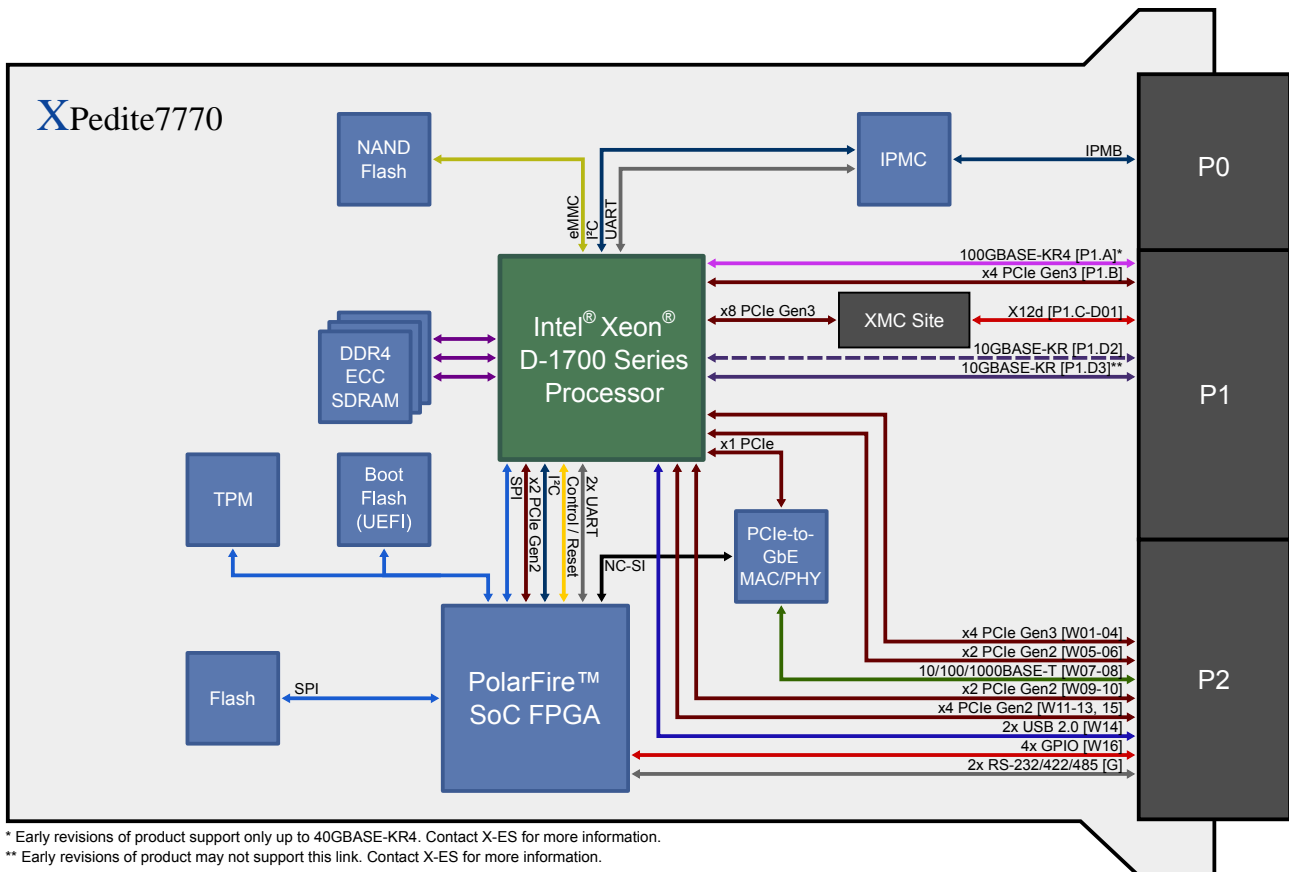 XPedite7770
NAND
Flash
IPMC
IPMB
P0
eMMC
I²C
UART
100GBASE-KR4 [P1.A]*
x4 PCIe Gen3 [P1.B]
x8 PCIe Gen3
XMC Site
X12d [P1.C-D01]
10GBASE-KR [P1.D2]
10GBASE-KR [P1.D3]**
P1
Intel® Xeon®
D-1700 Series
Processor
DDR4
ECC
SDRAM
x1 PCIe
TPM
Boot
Flash
(UEFI)
SPI
x2 PCIe Gen2
I²C
Control / Reset
2x UART
NC-SI
PCIe-to-
GbE
MAC/PHY
Flash
SPI
PolarFire™
SoC FPGA
x4 PCIe Gen3 [W01-04]
x2 PCIe Gen2 [W05-06]
10/100/1000BASE-T [W07-08]
x2 PCIe Gen2 [W09-10]
x4 PCIe Gen2 [W11-13, 15]
2x USB 2.0 [W14]
4x GPIO [W16]
2x RS-232/422/485 [G]
P2
* Early revisions of product support only up to 40GBASE-KR4. Contact X-ES for more information.
** Early revisions of product may not support this link. Contact X-ES for more information.